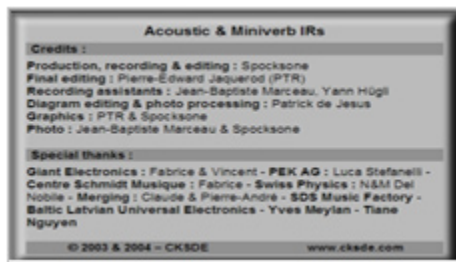 Acoustic & Miniverb IRs
Credits :
Production, recording & editing : Spocksone
Final editing : Pierre-Edward Jaquerod (PTR)
Recording assistants : Jean-Baptiste Marceau, Yann Hügli
Diagram editing & photo processing : Patrick de Jesus
Graphics : PTR & Spocksone
Photo : Jean-Baptiste Marceau & Spocksone
Special thanks :
Giant Electronics : Fabrice & Vincent - PEK AG : Luca Stefanelli -
Centre Schmidt Musique : Fabrice - Swiss Physics : N&M Del
Nobile - Merging : Claude & Pierre-André - SDS Music Factory -
Baltic Latvian Universal Electronics - Yves Meylan - Tiane
Nguyen
© 2003 & 2004 – CKSDE www.cksde.com